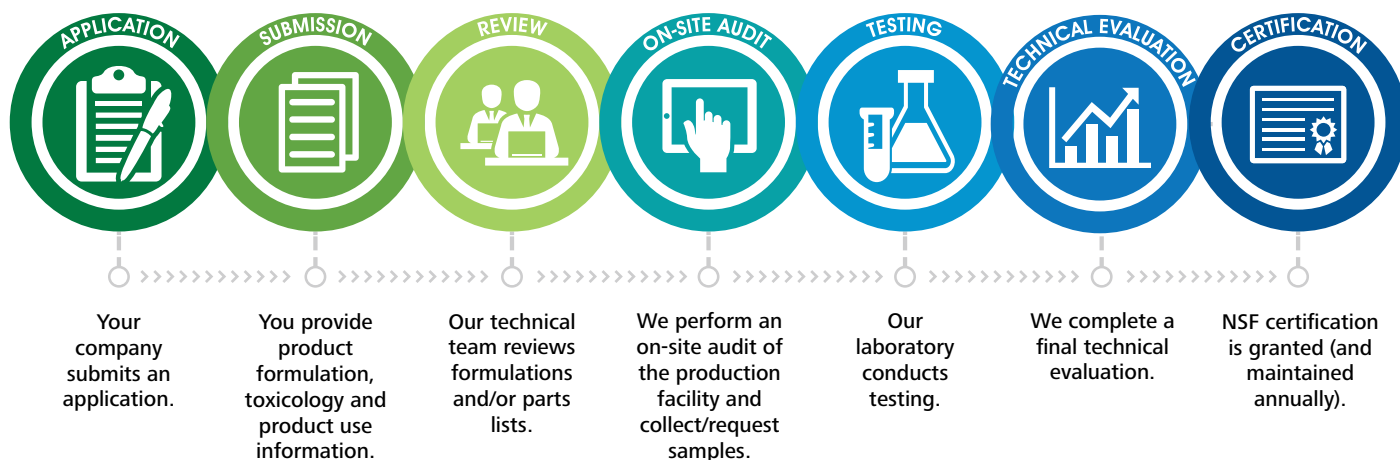 APPLICATION
SUBMISSION
REVIEW
ON-SITE AUDIT
TESTING
TECHNICAL EVALUATION
CERTIFICATION
Your
company
submits an
application.
You provide
product
formulation,
toxicology and
product use
information.
Our technical
team reviews
formulations
and/or parts
lists.
We perform an
on-site audit of
the production
facility and
collect/request
samples.
Our
laboratory
conducts
testing.
We complete a
final technical
evaluation.
NSF certification
is granted (and
maintained
annually).